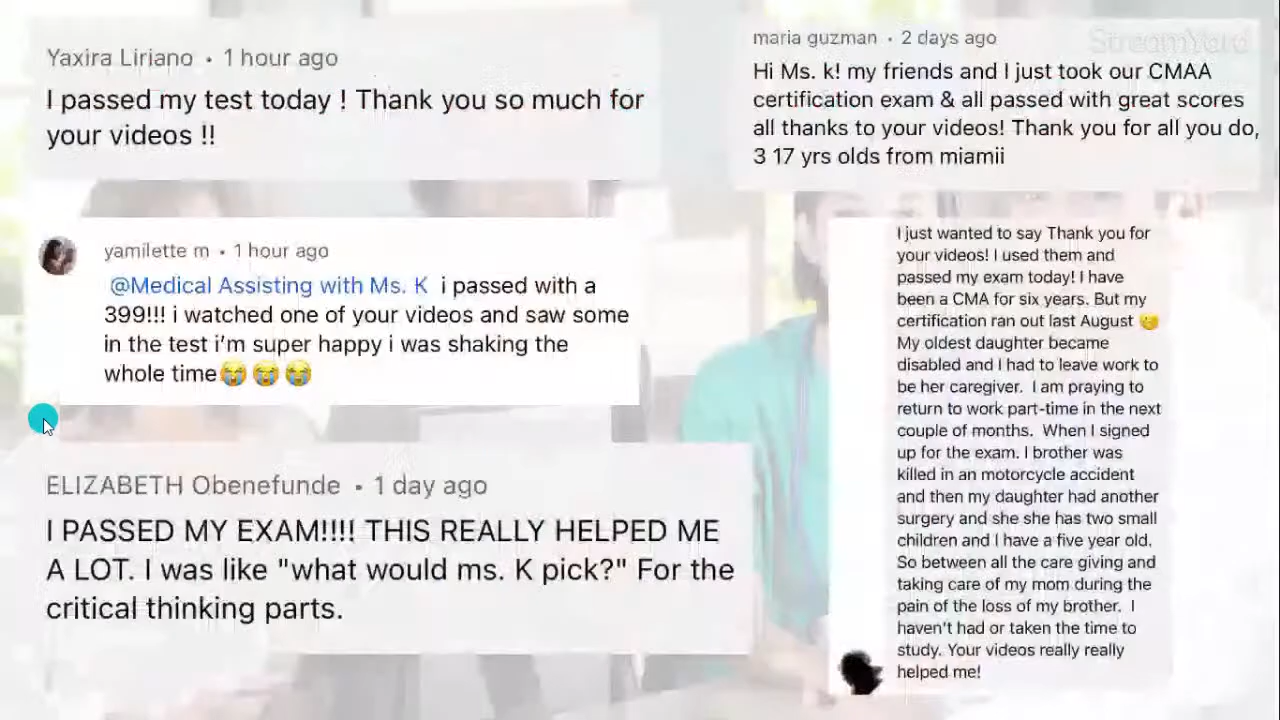 Yaxira Liriano • 1 hour ago
I passed my test today ! Thank you so much for
your videos !!
StreamYard
maria guzman • 2 days ago
Hi Ms. k! my friends and I just took our CMAA
certification exam & all passed with great scores
all thanks to your videos! Thank you for all you do,
3 17 yrs olds from miamii
yamilette m • 1 hour ago
@Medical Assisting with Ms. K i passed with a
399!!! i watched one of your videos and saw some
in the test i'm super happy i was shaking the
whole time😭😭😭
ELIZABETH Obenefunde • 1 day ago
I PASSED MY EXAM!!!! THIS REALLY HELPED ME
A LOT. I was like "what would ms. K pick?" For the
critical thinking parts.
I just wanted to say Thank you for
your videos! I used them and
passed my exam today! I have
been a CMA for six years. But my
certification ran out last August
My oldest daughter became
disabled and I had to leave work to
be her caregiver. I am praying to
return to work part-time in the next
couple of months. When I signed
up for the exam. I brother was
killed in an motorcycle accident
and then my daughter had another
surgery and she she has two small
children and I have a five year old.
So between all the care giving and
taking care of my mom during the
pain of the loss of my brother. I
haven't had or taken the time to
study. Your videos really really
helped me!